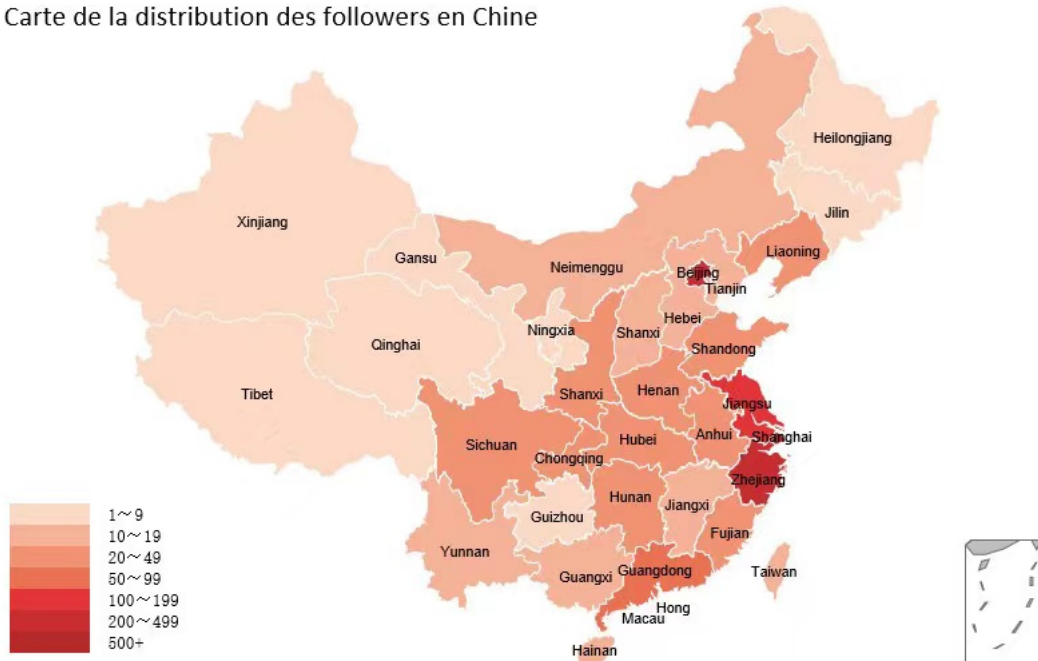 Carte de la distribution des followers en Chine
Heilongjiang
Jilin
Xinjiang
Liaoning
Gansu
Neimenggu
Beijing
Tianjin
Hebei
Ningxia
Shanxi
Qinghai
Shandong
Tibet
Shanxi
Henan
Jiangsu
Sichuan
Hubei
Anhui
Shanghai
Chongqing
Zhejiang
Hunan
Jiangxi
Guizhou
Fujian
Yunnan
Guangxi
Guangdong
Taiwan
Hong
Macau
Hainan
1~9
10~19
20~49
50~99
100~199
200~499
500+